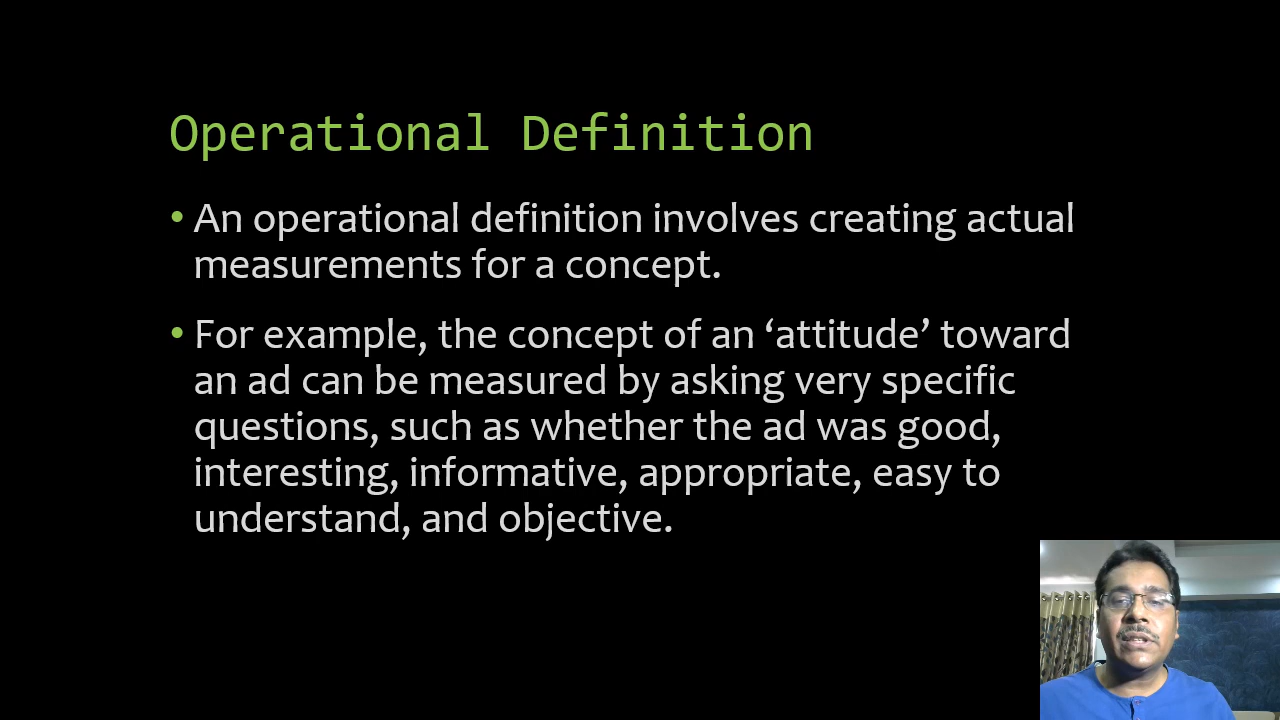 Operational Definition
• An operational definition involves creating actual
measurements for a concept.
• For example, the concept of an ‘attitude’ toward
an ad can be measured by asking very specific
questions, such as whether the ad was good,
interesting, informative, appropriate, easy to
understand, and objective.